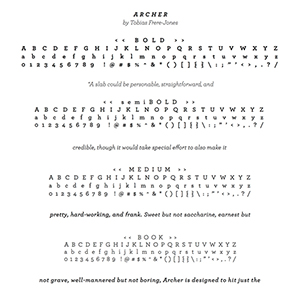 ARCHER
by Tobias Frere-Jones
<< BOLD >>
A B C D E F G H I J K L M N O P Q R S T U V W X Y Z
a b c d e f g h i j k l m n o p q r s t u v w x y z
0 1 2 3 4 5 6 7 8 9 ! @ # $ % ^ & * ( ) [ ] { } \ : ; " ' < > , . ? /
"A slab could be personable, straightforward, and
<< semiBOLD >>
A B C D E F G H I J K L M N O P Q R S T U V W X Y Z
a b c d e f g h i j k l m n o p q r s t u v w x y z
0 1 2 3 4 5 6 7 8 9 ! @ # $ % ^ & * ( ) [ ] { } \ : ; " ' < > , . ? /
credible, though it would take special effort to also make it
<< MEDIUM >>
A B C D E F G H I J K L M N O P Q R S T U V W X Y Z
a b c d e f g h i j k l m n o p q r s t u v w x y z
0 1 2 3 4 5 6 7 8 9 ! @ # $ % ^ & * ( ) [ ] { } \ : ; " ' < > , . ? /
pretty, hard-working, and frank. Sweet but not saccharine, earnest but
<< BOOK >>
A B C D E F G H I J K L M N O P Q R S T U V W X Y Z
a b c d e f g h i j k l m n o p q r s t u v w x y z
0 1 2 3 4 5 6 7 8 9 ! @ # $ % ^ & * ( ) [ ] { } \ : ; " ' < > , . ? /
not grave, well-mannered but not boring, Archer is designed to hit just the